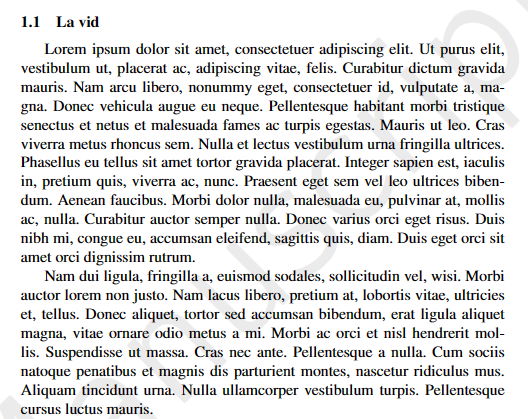 1.1 La vid
Lorem ipsum dolor sit amet, consectetuer adipiscing elit. Ut purus elit,
vestibulum ut, placerat ac, adipiscing vitae, felis. Curabitur dictum gravida
mauris. Nam arcu libero, nonummy eget, consectetuer id, vulputate a, ma-
gna. Donec vehicula augue eu neque. Pellentesque habitant morbi tristique
senectus et netus et malesuada fames ac turpis egestas. Mauris ut leo. Cras
viverra metus rhoncus sem. Nulla et lectus vestibulum urna fringilla ultrices.
Phasellus eu tellus sit amet tortor gravida placerat. Integer sapien est, iaculis
in, pretium quis, viverra ac, nunc. Praesent eget sem vel leo ultrices biben-
dum. Aenean faucibus. Morbi dolor nulla, malesuada eu, pulvinar at, mollis
ac, nulla. Curabitur auctor semper nulla. Donec varius orci eget risus. Duis
nibh mi, congue eu, accumsan eleifend, sagittis quis, diam. Duis eget orci sit
amet orci dignissim rutrum.
Nam dui ligula, fringilla a, euismod sodales, sollicitudin vel, wisi. Morbi
auctor lorem non justo. Nam lacus libero, pretium at, lobortis vitae, ultricies
et, tellus. Donec aliquet, tortor sed accumsan bibendum, erat ligula aliquet
magna, vitae ornare odio metus a mi. Morbi ac orci et nisl hendrerit mol-
lis. Suspendisse ut massa. Cras nec ante. Pellentesque a nulla. Cum sociis
natoque penatibus et magnis dis parturient montes, nascetur ridiculus mus.
Aliquam tincidunt urna. Nulla ullamcorper vestibulum turpis. Pellentesque
cursus luctus mauris.